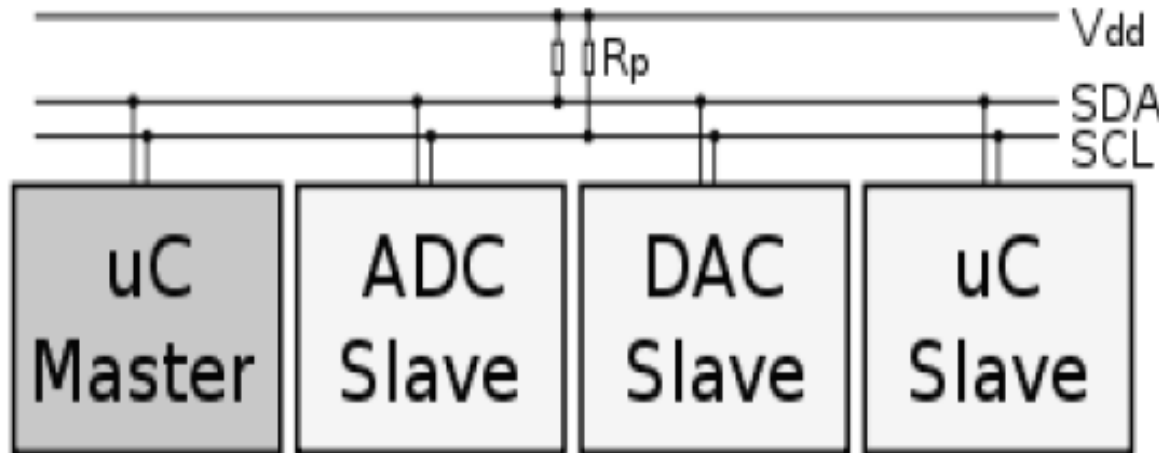 Vdd
Rp
SDA
SCL
uC
Master
ADC
Slave
DAC
Slave
uC
Slave